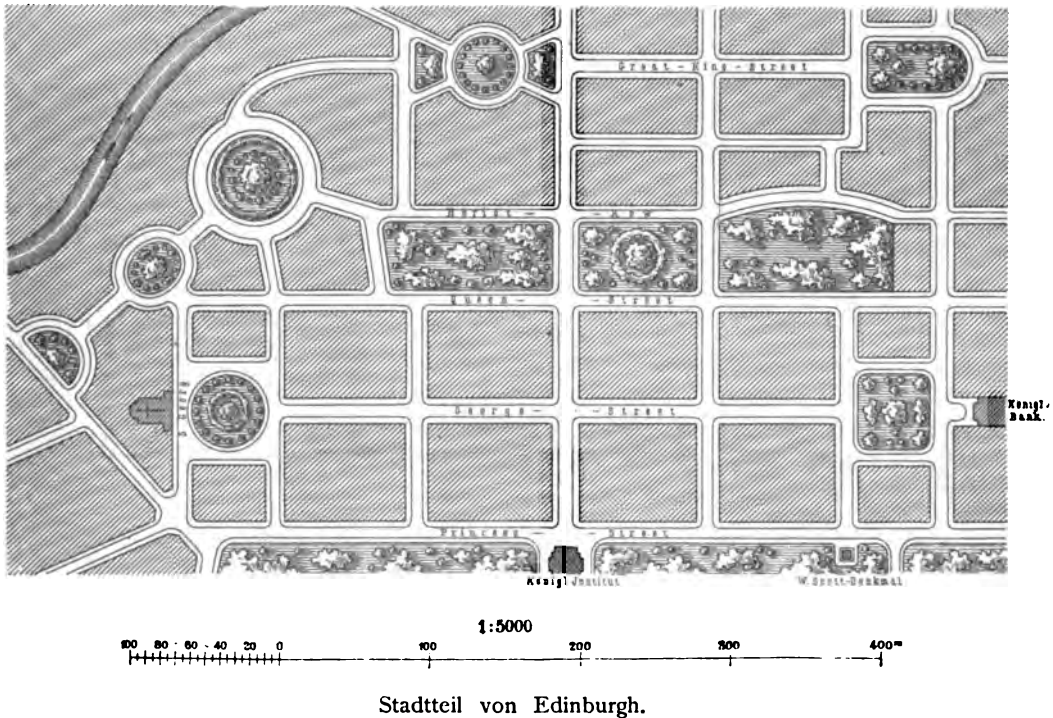 Great-King-Street
Heriot - Row
Queen - Street
George - Street
Königl.
Bank.
Princess - Street
Königl Institut
W. Scott-Denkmal
1:5000
100 80 60 40 20 0 100 200 300 400 m
Stadtteil von Edinburgh.